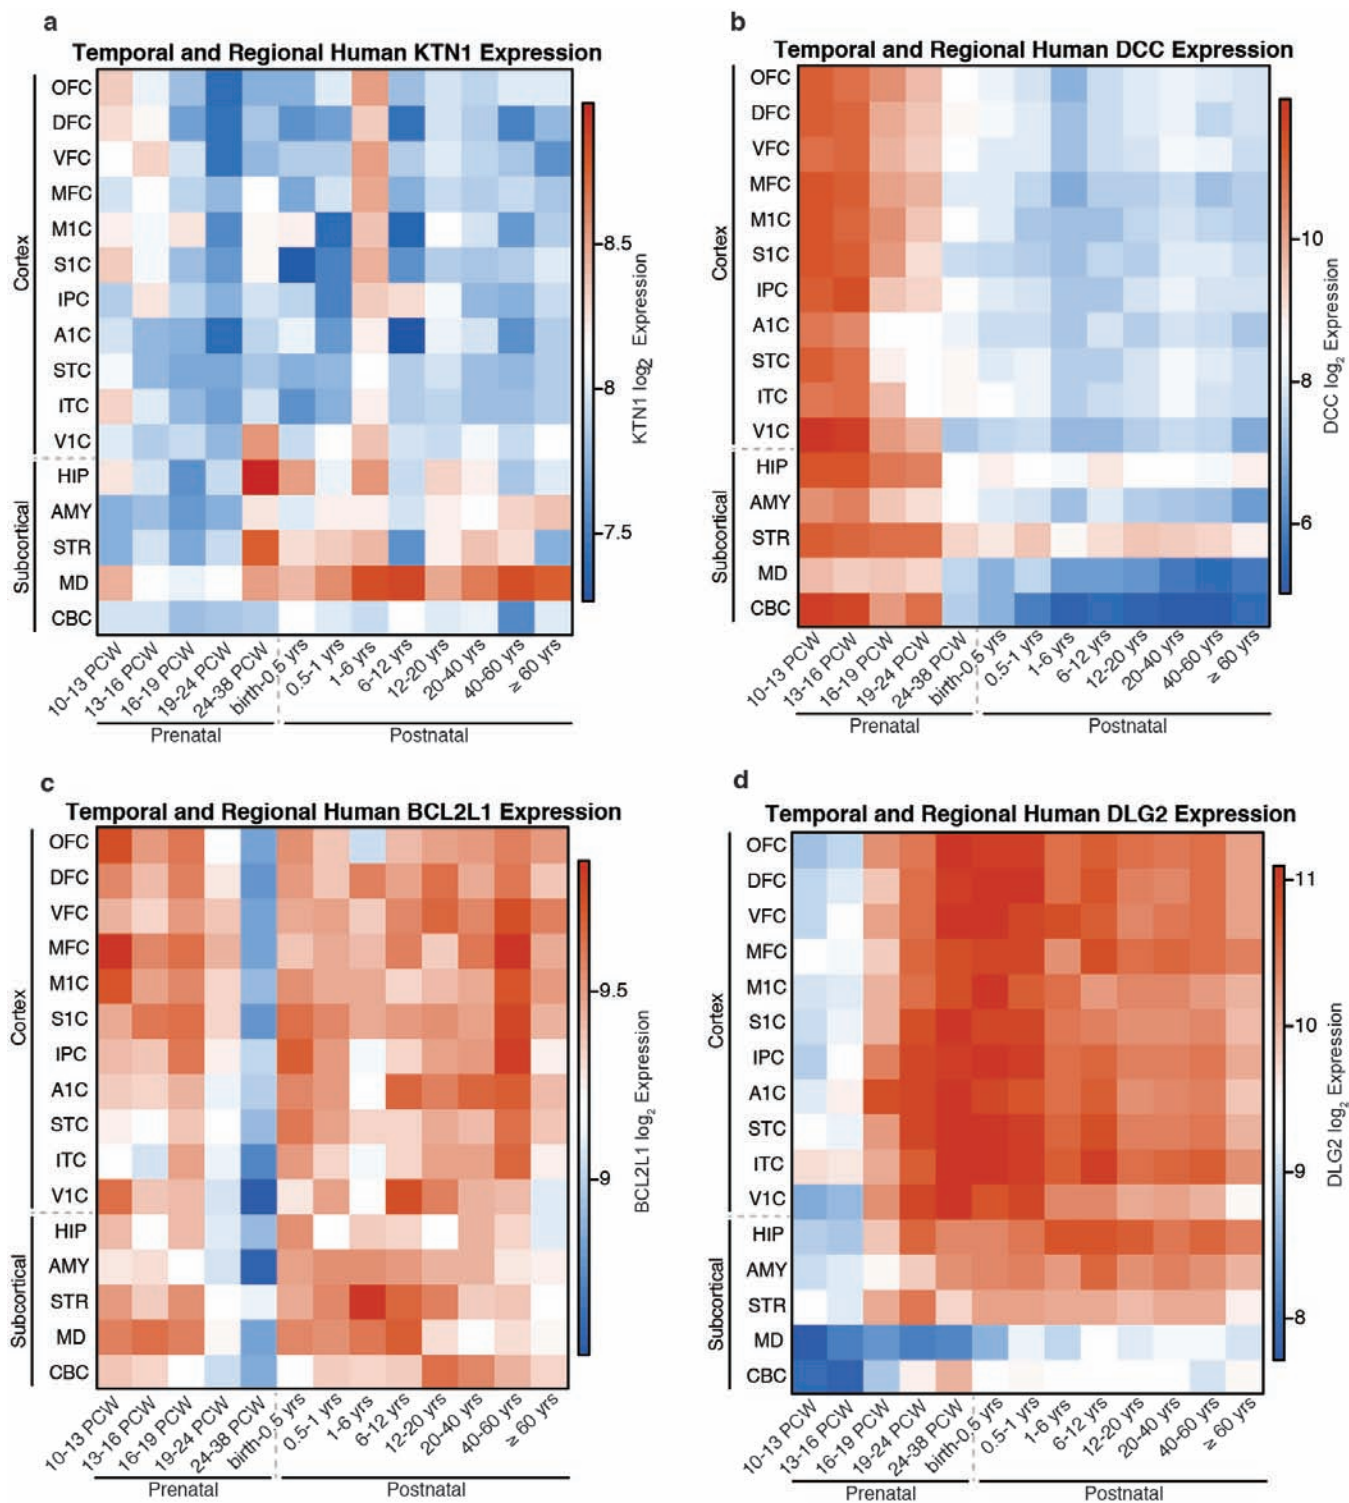 a
Temporal and Regional Human KTN1 Expression
Cortex
Subcortical
OFC
DFC
VFC
MFC
M1C
S1C
IPC
A1C
STC
ITC
V1C
HIP
AMY
STR
MD
CBC
8.5
8
7.5
KTN1 log2 Expression
10-13 PCW
13-16 PCW
16-19 PCW
19-24 PCW
24-38 PCW
birth-0.5 yrs
0.5-1 yrs
1-6 yrs
6-12 yrs
12-20 yrs
20-40 yrs
40-60 yrs
≥ 60 yrs
Prenatal
Postnatal
b
Temporal and Regional Human DCC Expression
Cortex
Subcortical
OFC
DFC
VFC
MFC
M1C
S1C
IPC
A1C
STC
ITC
V1C
HIP
AMY
STR
MD
CBC
10
8
6
DCC log2 Expression
10-13 PCW
13-16 PCW
16-19 PCW
19-24 PCW
24-38 PCW
birth-0.5 yrs
0.5-1 yrs
1-6 yrs
6-12 yrs
12-20 yrs
20-40 yrs
40-60 yrs
≥ 60 yrs
Prenatal
Postnatal
c
Temporal and Regional Human BCL2L1 Expression
Cortex
Subcortical
OFC
DFC
VFC
MFC
M1C
S1C
IPC
A1C
STC
ITC
V1C
HIP
AMY
STR
MD
CBC
9.5
9
BCL2L1 log2 Expression
10-13 PCW
13-16 PCW
16-19 PCW
19-24 PCW
24-38 PCW
birth-0.5 yrs
0.5-1 yrs
1-6 yrs
6-12 yrs
12-20 yrs
20-40 yrs
40-60 yrs
≥ 60 yrs
Prenatal
Postnatal
d
Temporal and Regional Human DLG2 Expression
Cortex
Subcortical
OFC
DFC
VFC
MFC
M1C
S1C
IPC
A1C
STC
ITC
V1C
HIP
AMY
STR
MD
CBC
11
10
9
8
DLG2 log2 Expression
10-13 PCW
13-16 PCW
16-19 PCW
19-24 PCW
24-38 PCW
birth-0.5 yrs
0.5-1 yrs
1-6 yrs
6-12 yrs
12-20 yrs
20-40 yrs
40-60 yrs
≥ 60 yrs
Prenatal
Postnatal